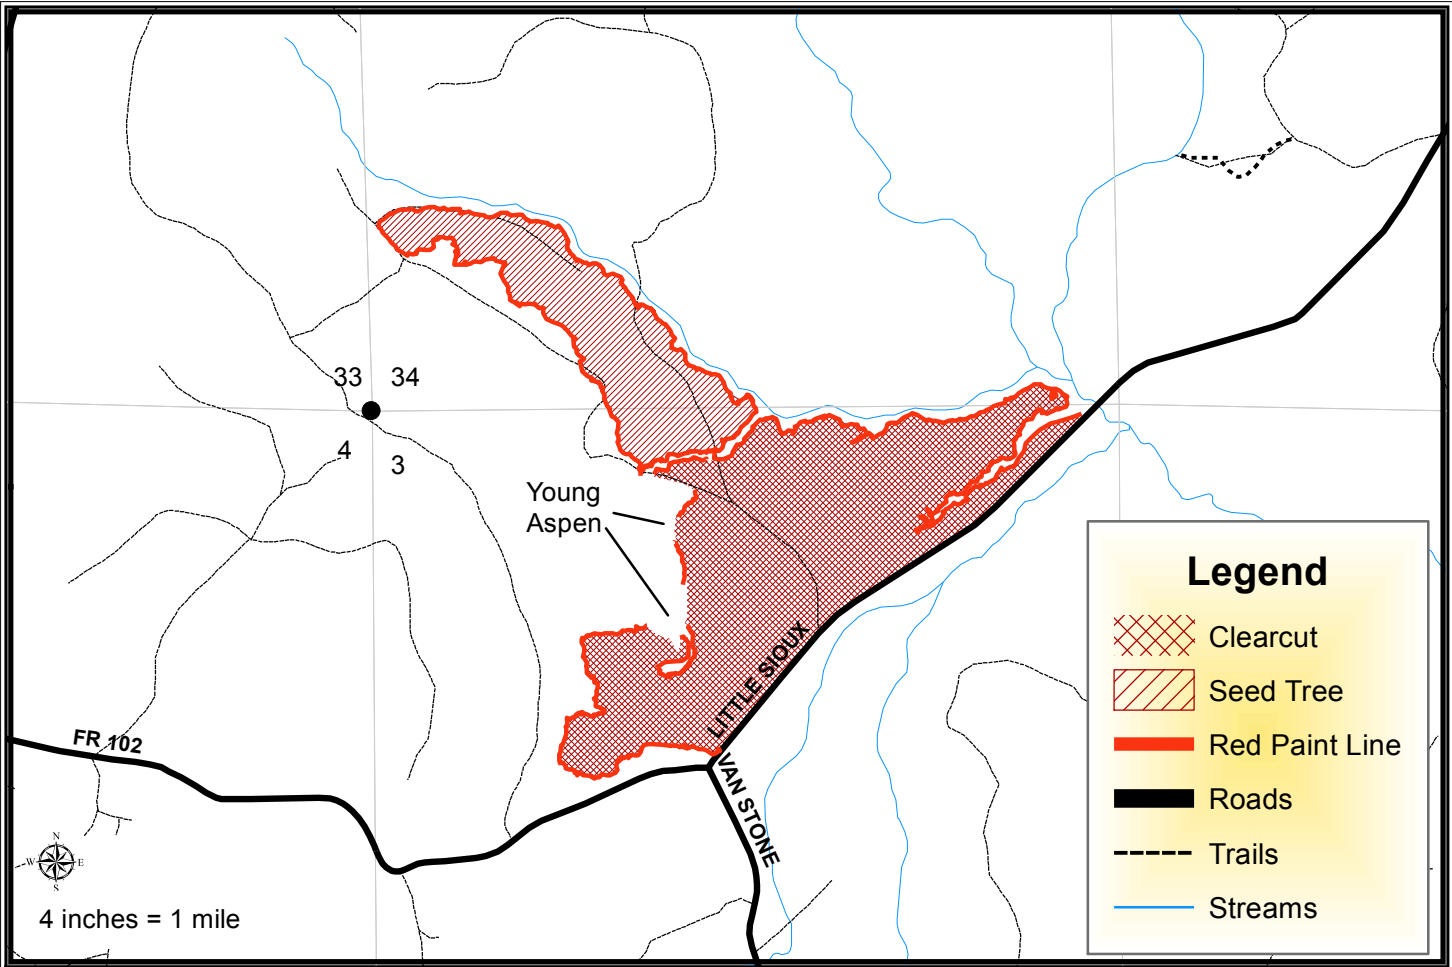 33 34
4 3
Young
Aspen
LITTLE SIOUX
FR 102
VAN STONE
N
W E
S
4 inches = 1 mile
Legend
Clearcut
Seed Tree
Red Paint Line
Roads
Trails
Streams